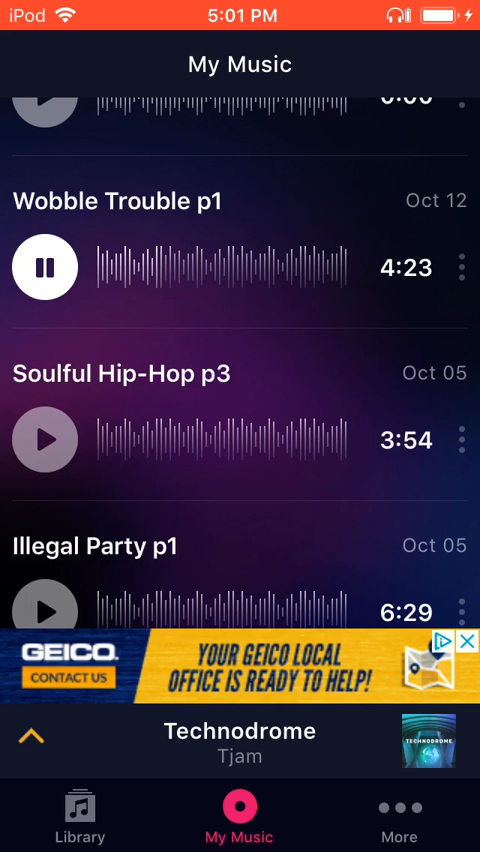 iPod 5:01 PM
My Music
0:00
Wobble Trouble p1 Oct 12
4:23
Soulful Hip-Hop p3 Oct 05
3:54
Illegal Party p1 Oct 05
6:29
GEICO.
CONTACT US
YOUR GEICO LOCAL
OFFICE IS READY TO HELP!
Technodrome
Tjam
TECHNODROME
Library My Music More